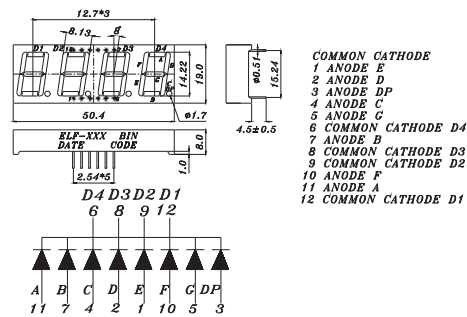 12.7*3
8.13
g
D1 D2 D3 D4
A
F
B
G
E
C
D
14.22
19.0
ø0.51
15.24
50.4
ø1.7
4.5±0.5
ELF-XXX BIN
DATE CODE
8.0
1.0
2.54*5
COMMON CATHODE
1 ANODE E
2 ANODE D
3 ANODE DP
4 ANODE C
5 ANODE G
6 COMMON CATHODE D4
7 ANODE B
8 COMMON CATHODE D3
9 COMMON CATHODE D2
10 ANODE F
11 ANODE A
12 COMMON CATHODE D1
D4 D3 D2 D1
6 8 9 12
A B C D E F G DP
11 7 4 2 1 10 5 3